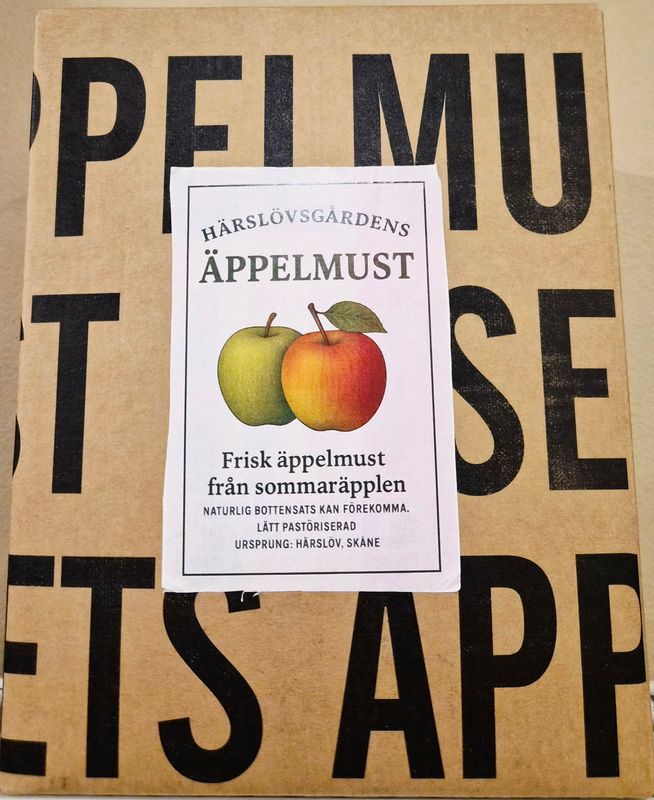 PPELMU
HÄRSLÖVSGÅRDENS
ÄPPELMUST
ST SE
Frisk äppelmust
från sommaräpplen
NATURLIG BOTTENSATS KAN FÖREKOMMA.
LÄTT PASTÖRISERAD
URSPRUNG: HÄRSLÖV, SKÅNE
ETS APP